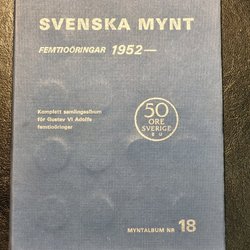 SVENSKA MYNT
FEMTIOÖRINGAR 1952—
Komplett samlingsalbum
för Gustav VI Adolfs
femtioöringar
50
ÖRE
SVERIGE
MYNTALBUM NR 18